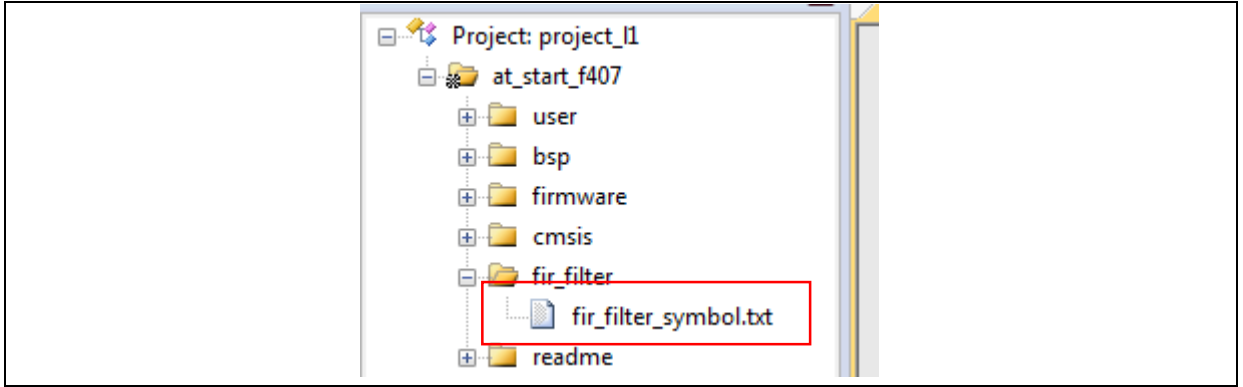 Project: project_l1
at_start_f407
user
bsp
firmware
cmsis
fir_filter
fir_filter_symbol.txt
readme